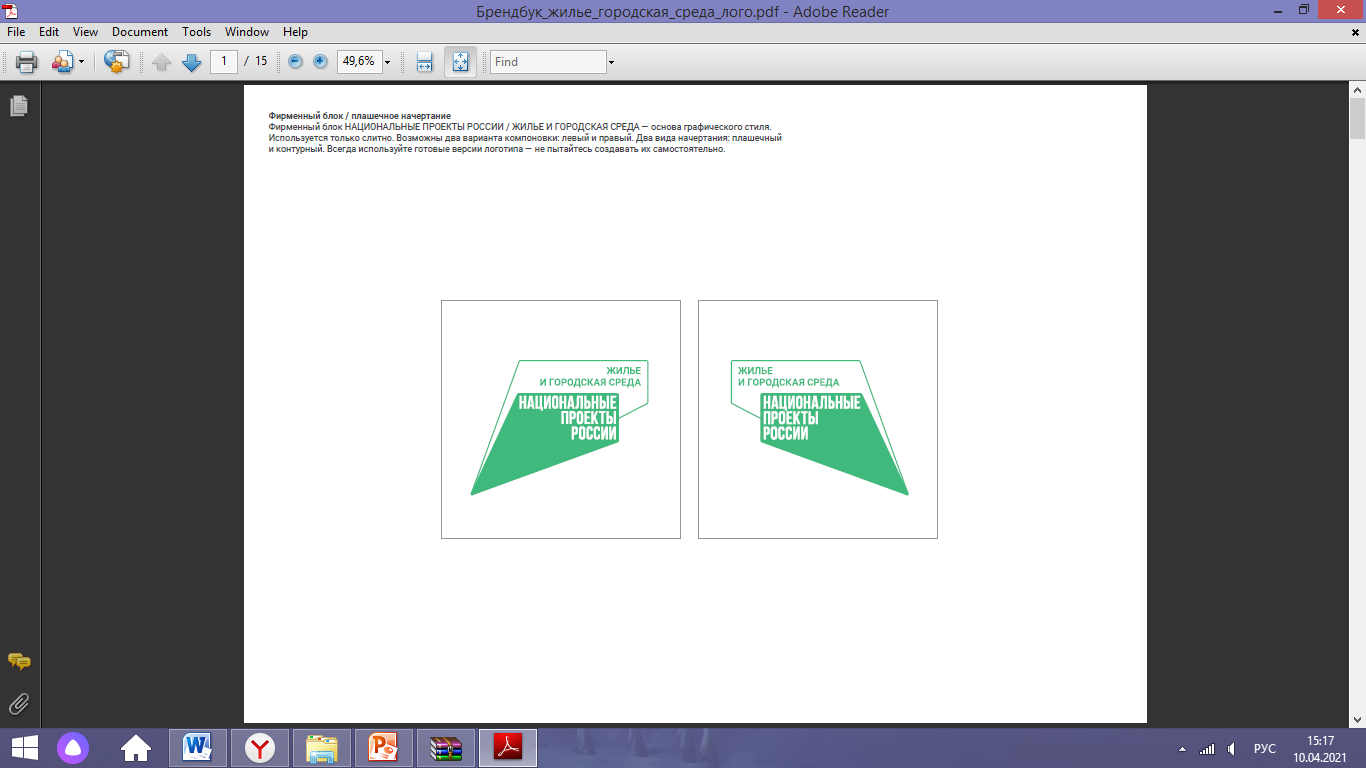 Брендбук_жилье_городская_среда_лого.pdf - Adobe Reader
File Edit View Document Tools Window Help
1 / 15 49,6% Find
Фирменный блок / плашечное начертание
Фирменный блок НАЦИОНАЛЬНЫЕ ПРОЕКТЫ РОССИИ / ЖИЛЬЕ И ГОРОДСКАЯ СРЕДА — основа графического стиля.
Используется только слитно. Возможны два варианта компоновки: левый и правый. Два вида начертания: плашечный
и контурный. Всегда используйте готовые версии логотипа — не пытайтесь создавать их самостоятельно.
ЖИЛЬЕ
И ГОРОДСКАЯ СРЕДА
НАЦИОНАЛЬНЫЕ
ПРОЕКТЫ
РОССИИ
ЖИЛЬЕ
И ГОРОДСКАЯ СРЕДА
НАЦИОНАЛЬНЫЕ
ПРОЕКТЫ
РОССИИ
РУС
15:17
10.04.2021